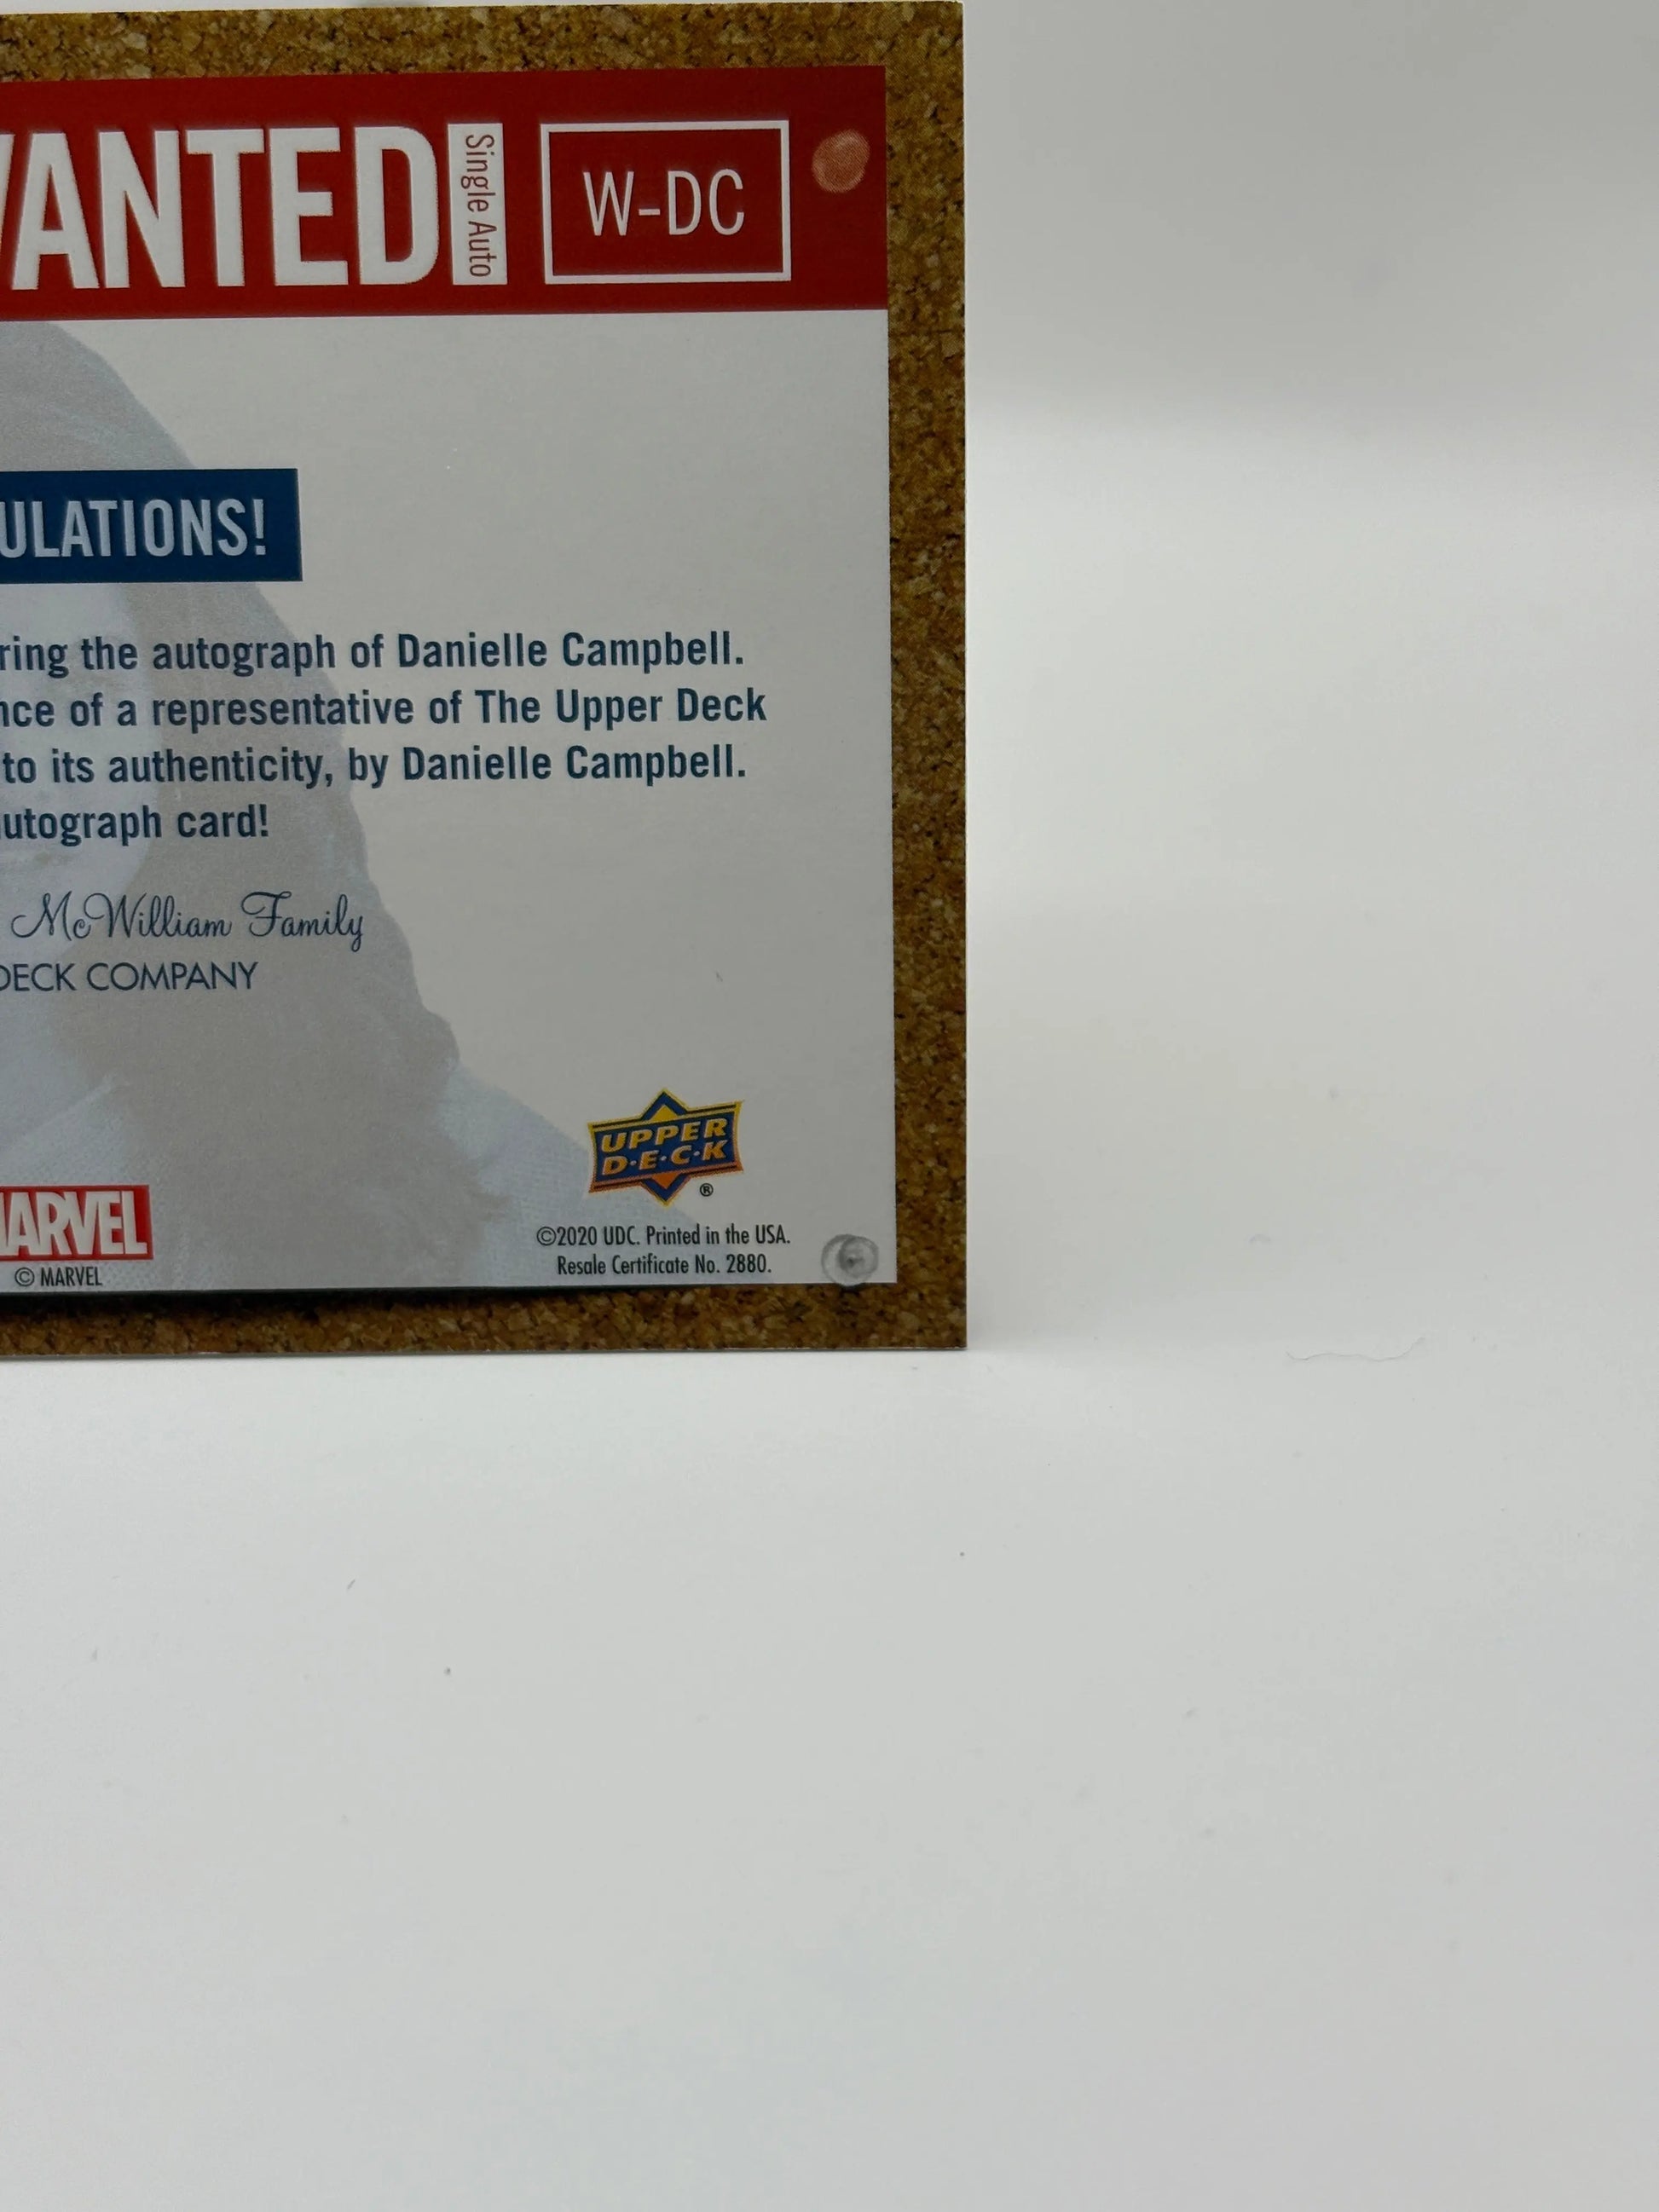 WANTED
Single Auto
W-DC
ULATIONS!
ring the autograph of Danielle Campbell.
nce of a representative of The Upper Deck
to its authenticity, by Danielle Campbell.
utograph card!
McWilliam Family
DECK COMPANY
UPPER
D·E·C·K
®
MARVEL
© MARVEL
©2020 UDC. Printed in the USA.
Resale Certificate No. 2880.